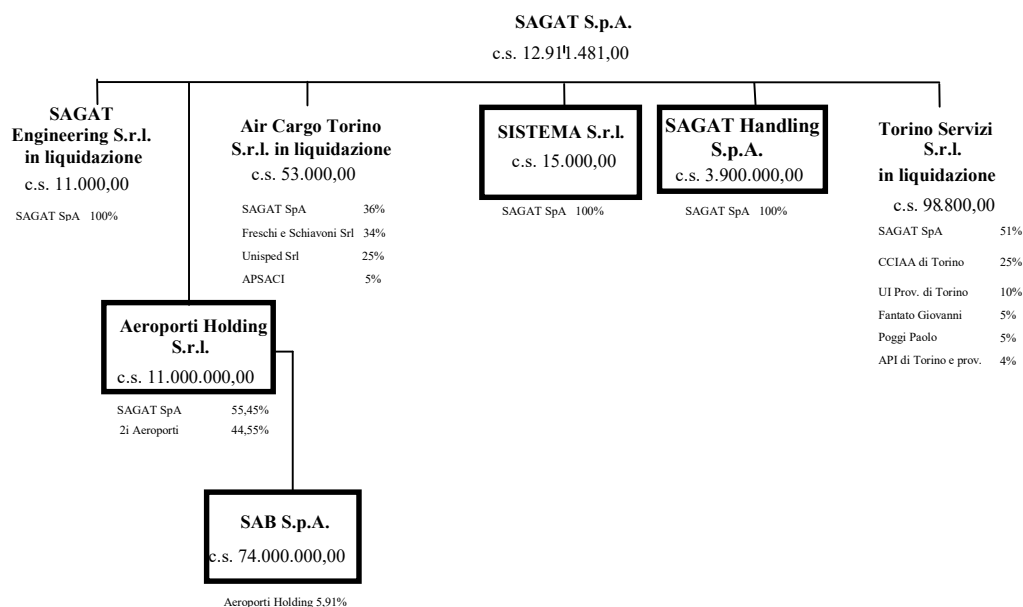 SAGAT S.p.A.
c.s. 12.911.481,00
SAGAT
Engineering S.r.l.
in liquidazione
c.s. 11.000,00
SAGAT SpA 100%
Air Cargo Torino
S.r.l. in liquidazione
c.s. 53.000,00
SAGAT SpA 36%
Freschi e Schiavoni Srl 34%
Unisped Srl 25%
APSACI 5%
SISTEMA S.r.l.
c.s. 15.000,00
SAGAT SpA 100%
SAGAT Handling
S.p.A.
c.s. 3.900.000,00
SAGAT SpA 100%
Torino Servizi
S.r.l.
in liquidazione
c.s. 98.800,00
SAGAT SpA 51%
CCIAA di Torino 25%
UI Prov. di Torino 10%
Fantato Giovanni 5%
Poggi Paolo 5%
API di Torino e prov. 4%
Aeroporti Holding
S.r.l.
c.s. 11.000.000,00
SAGAT SpA 55,45%
2i Aeroporti 44,55%
SAB S.p.A.
c.s. 74.000.000,00
Aeroporti Holding 5,91%